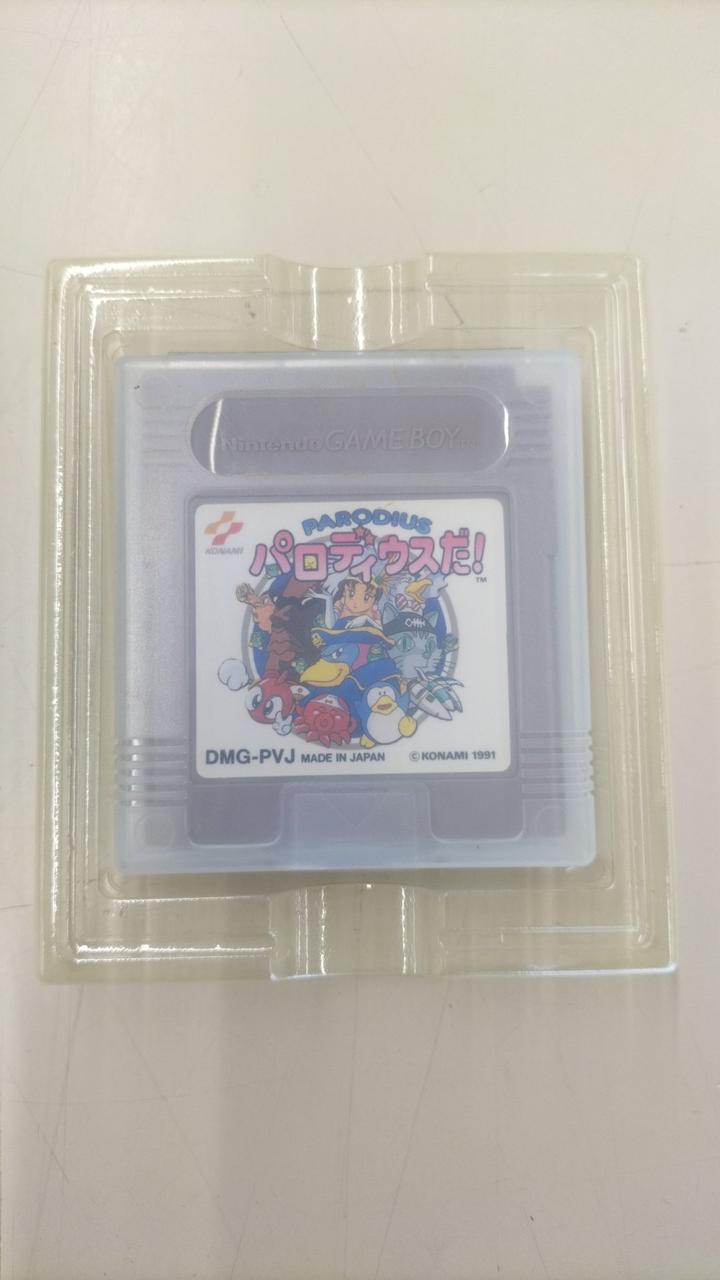 Nintendo GAME BOY TM
KONAMI
PARODIUS
パロディウスだ! ™
DMG-PVJ MADE IN JAPAN © KONAMI 1991